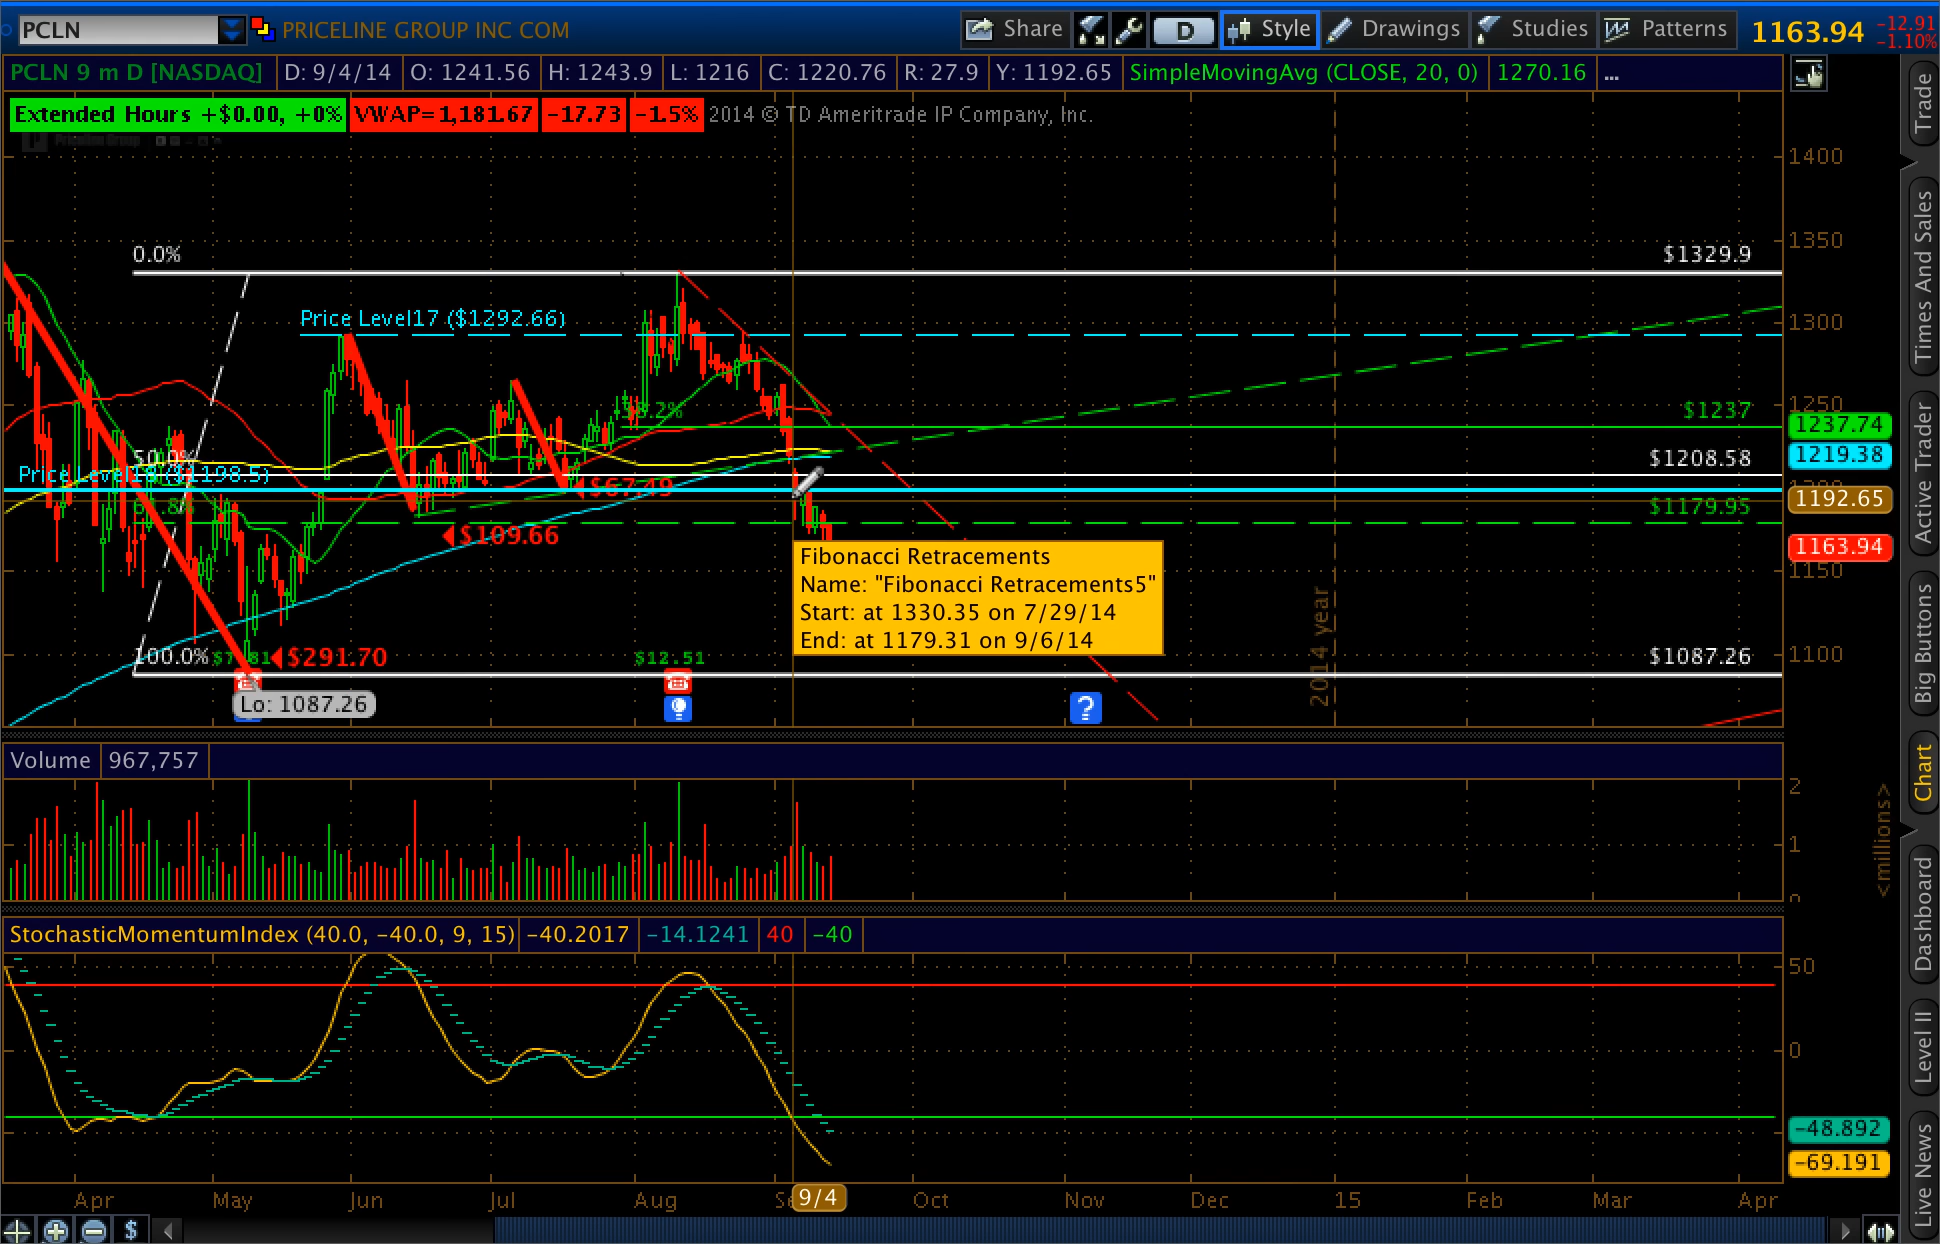 PCLN
PRICELINE GROUP INC COM
Share
D
Style
Drawings
Studies
Patterns
1163.94
-12.91
-1.10%
PCLN 9 m D [NASDAQ]
D: 9/4/14
O: 1241.56
H: 1243.9
L: 1216
C: 1220.76
R: 27.9
Y: 1192.65
SimpleMovingAvg (CLOSE, 20, 0)
1270.16
...
Extended Hours +$0.00, +0%
VWAP=1,181.67
-17.73
-1.5%
2014 © TD Ameritrade IP Company, Inc.
1400
1350
1300
1250
1150
1100
0.0%
$1329.9
Price Level17 ($1292.66)
$1237
1237.74
1219.38
50.0%
$1208.58
($1198.5)
1192.65
$67.49
$1179.95
$109.66
1163.94
Fibonacci Retracements
Name: "Fibonacci Retracements5"
Start: at 1330.35 on 7/29/14
End: at 1179.31 on 9/6/14
2014 year
100.0%
$291.70
$12.51
$1087.26
Lo: 1087.26
?
Volume
967,757
2
1
<millions>
StochasticMomentumIndex (40.0, -40.0, 9, 15)
-40.2017
-14.1241
40
-40
50
0
-48.892
-69.191
Apr
May
Jun
Jul
Aug
9/4
Oct
Nov
Dec
15
Feb
Mar
Apr
$
Trade
Times And Sales
Active Trader
Big Buttons
Chart
Dashboard
Level II
Live News